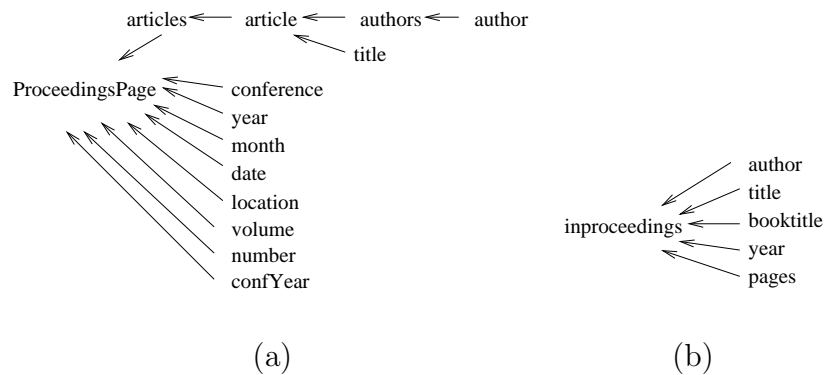 articles article authors author
title
ProceedingsPage
conference
year
month
date
location
volume
number
confYear
author
title
booktitle
inproceedings
year
pages
(a) (b)